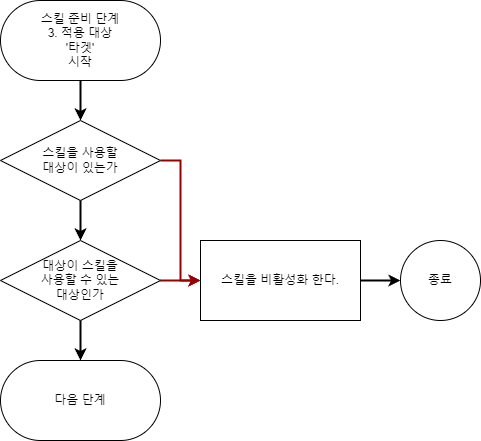 스킬 준비 단계
3. 적용 대상
'타겟'
시작
스킬을 사용할
대상이 있는가
대상이 스킬을
사용할 수 있는
대상인가
스킬을 비활성화 한다.
종료
다음 단계